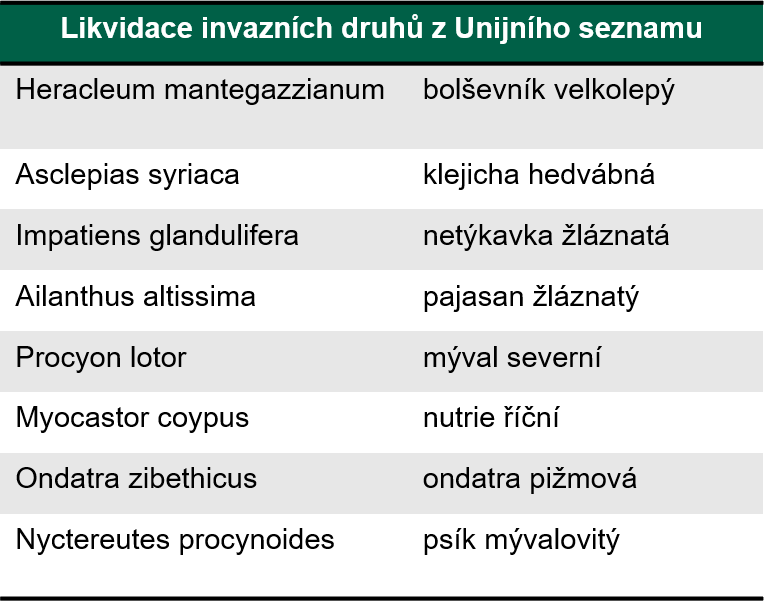 Likvidace invazních druhů z Unijního seznamu
Heracleum mantegazzianum bolševník velkolepý
Asclepias syriaca klejicha hedvábná
Impatiens glandulifera netýkavka žláznatá
Ailanthus altissima pajasan žláznatý
Procyon lotor mýval severní
Myocastor coypus nutrie říční
Ondatra zibethicus ondatra pižmová
Nyctereutes procynoides psík mývalovitý